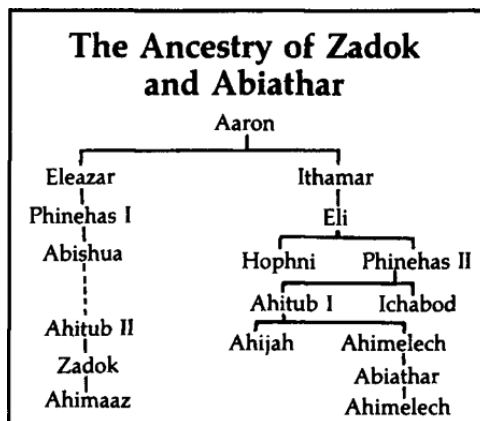 The Ancestry of Zadok
and Abiathar
Aaron
Eleazar Ithamar
Phinehas I Eli
Abishua Hophni Phinehas II
Ahitub I Ichabod
Ahitub II Ahijah Ahimelech
Zadok Abiathar
Ahimaaz Ahimelech